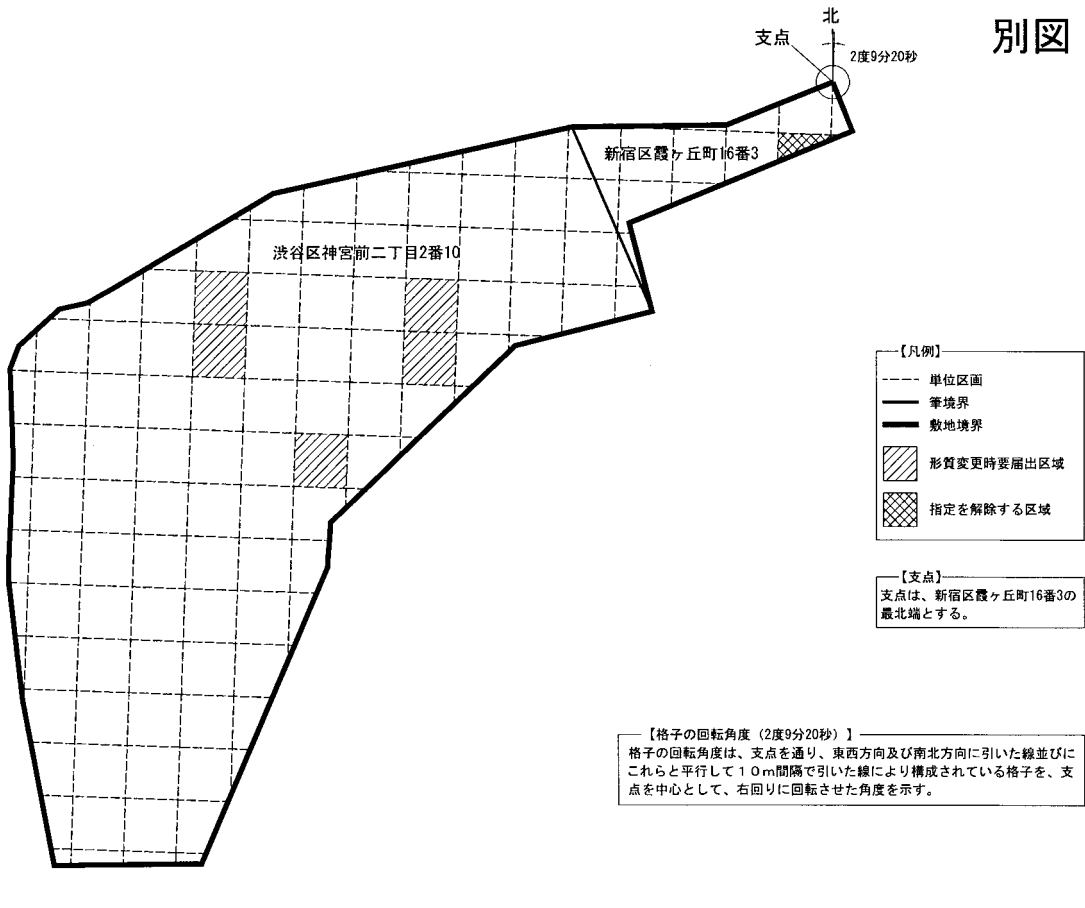 別図
北
支点
2度9分20秒
新宿区霞ヶ丘町16番3
渋谷区神宮前二丁目2番10
【凡例】
単位区画
筆境界
敷地境界
形質変更時要届出区域
指定を解除する区域
【支点】
支点は、新宿区霞ヶ丘町16番3の
最北端とする。
【格子の回転角度（2度9分20秒）】
格子の回転角度は、支点を通り、東西方向及び南北方向に引いた線並びに
これらと平行して10m間隔で引いた線により構成されている格子を、支
点を中心として、右回りに回転させた角度を示す。